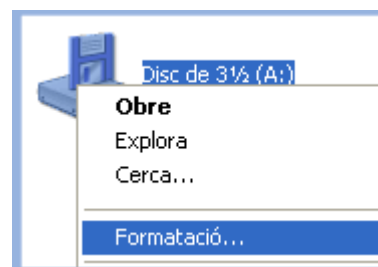 Disc de 3½ (A:)
Obre
Explora
Cerca...
Formatació...